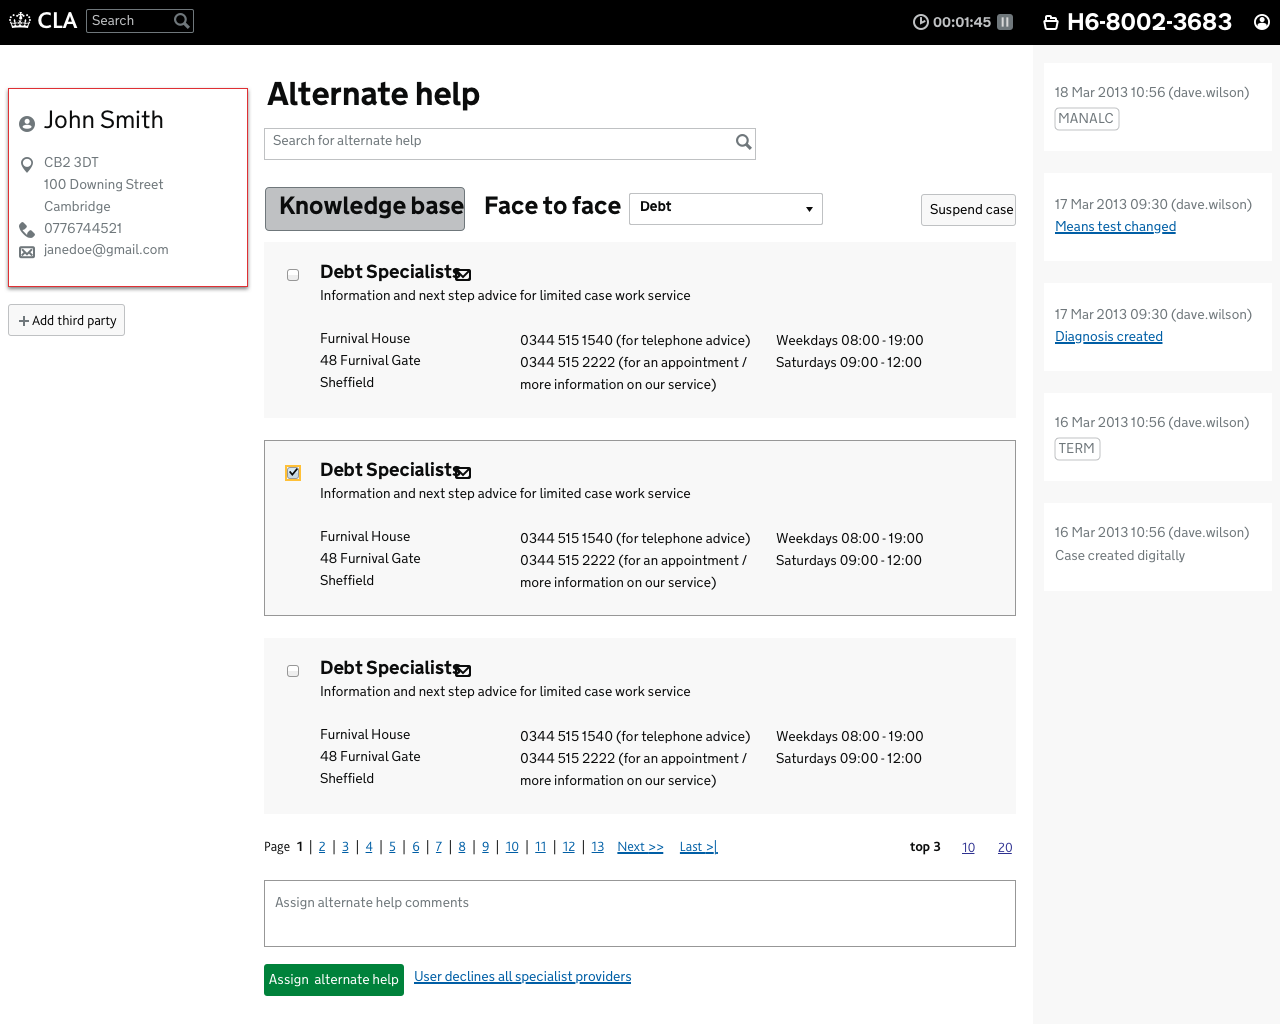 CLA
Search
00:01:45
H6-8002-3683
John Smith
CB2 3DT
100 Downing Street
Cambridge
0776744521
janedoe@gmail.com
Add third party
Alternate help
Search for alternate help
Knowledge base
Face to face
Debt
Suspend case
Debt Specialists
Information and next step advice for limited case work service
Furnival House
48 Furnival Gate
Sheffield
0344 515 1540 (for telephone advice)
0344 515 2222 (for an appointment /
more information on our service)
Weekdays 08:00 - 19:00
Saturdays 09:00 - 12:00
Debt Specialists
Information and next step advice for limited case work service
Furnival House
48 Furnival Gate
Sheffield
0344 515 1540 (for telephone advice)
0344 515 2222 (for an appointment /
more information on our service)
Weekdays 08:00 - 19:00
Saturdays 09:00 - 12:00
Debt Specialists
Information and next step advice for limited case work service
Furnival House
48 Furnival Gate
Sheffield
0344 515 1540 (for telephone advice)
0344 515 2222 (for an appointment /
more information on our service)
Weekdays 08:00 - 19:00
Saturdays 09:00 - 12:00
Page 1 | 2 | 3 | 4 | 5 | 6 | 7 | 8 | 9 | 10 | 11 | 12 | 13 Next >> Last >|
top 3 10 20
Assign alternate help comments
Assign alternate help
User declines all specialist providers
18 Mar 2013 10:56 (dave.wilson)
MANALC
17 Mar 2013 09:30 (dave.wilson)
Means test changed
17 Mar 2013 09:30 (dave.wilson)
Diagnosis created
16 Mar 2013 10:56 (dave.wilson)
TERM
16 Mar 2013 10:56 (dave.wilson)
Case created digitally